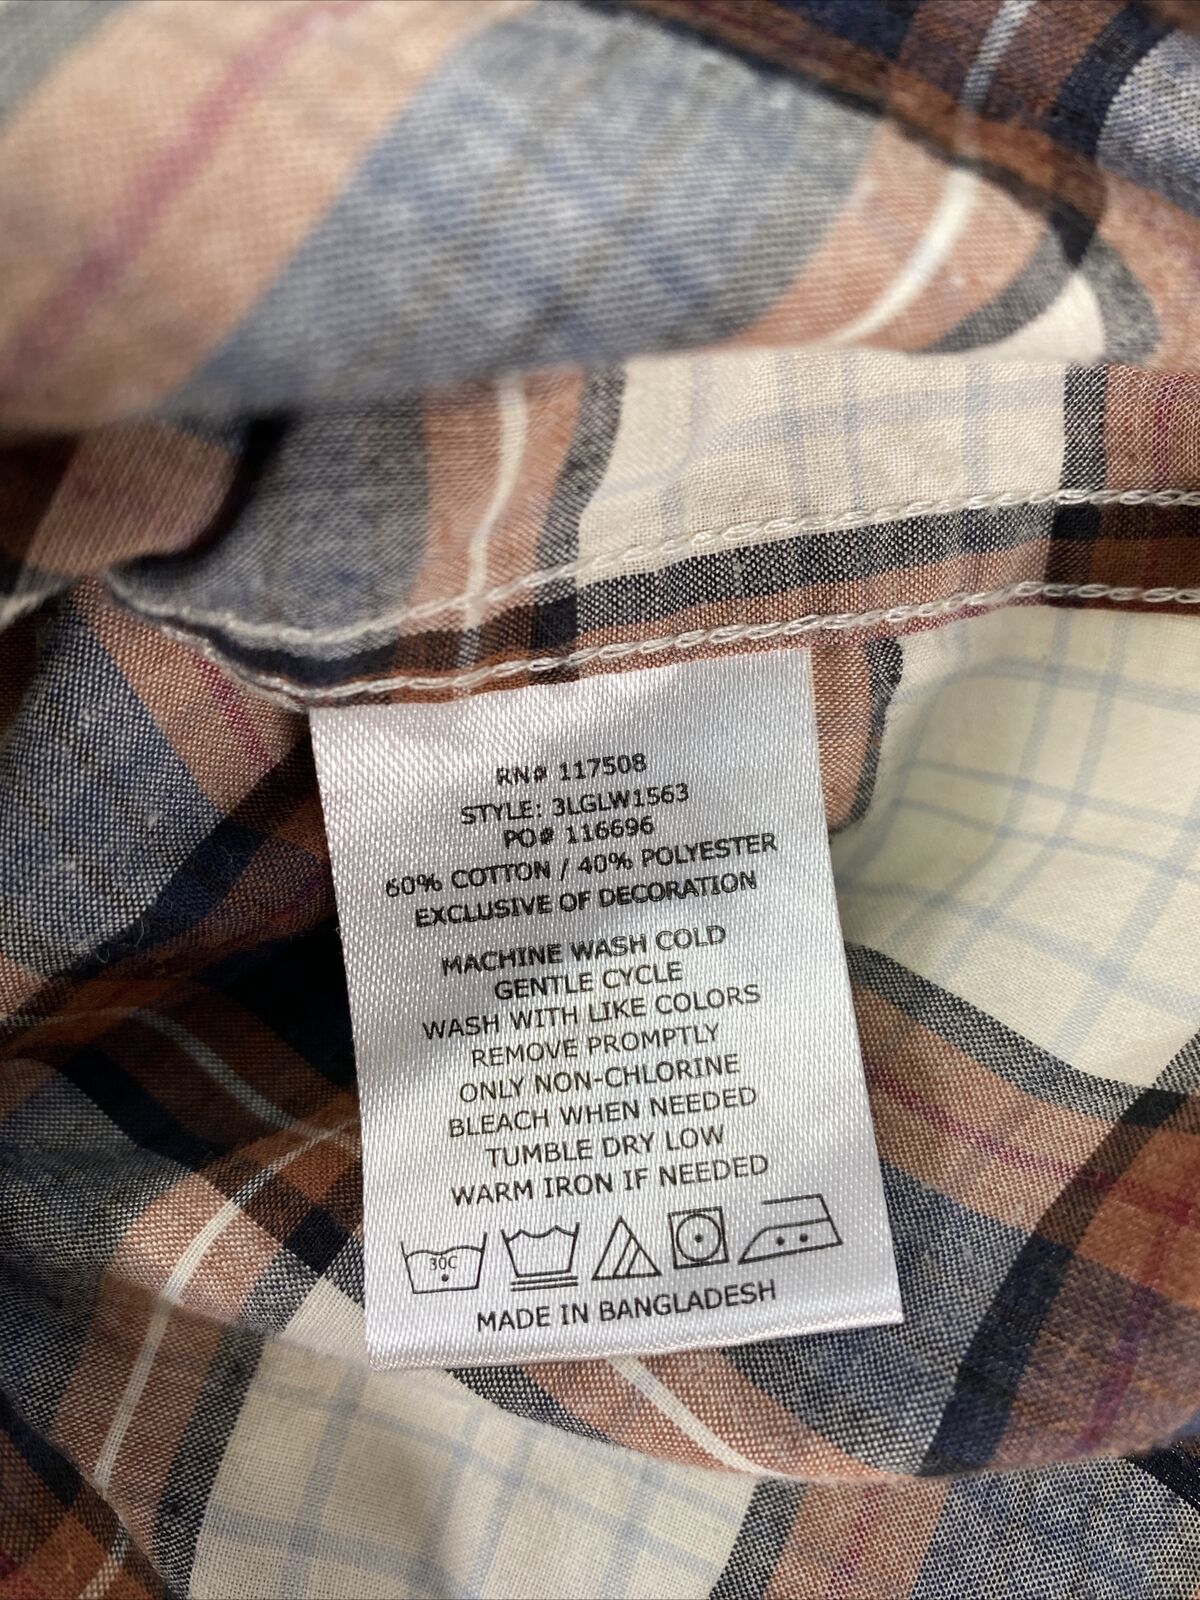 RN# 117508
STYLE: 3LGLW1563
PO# 116696
60% COTTON / 40% POLYESTER
EXCLUSIVE OF DECORATION
MACHINE WASH COLD
GENTLE CYCLE
WASH WITH LIKE COLORS
REMOVE PROMPTLY
ONLY NON-CHLORINE
BLEACH WHEN NEEDED
TUMBLE DRY LOW
WARM IRON IF NEEDED
30C
MADE IN BANGLADESH